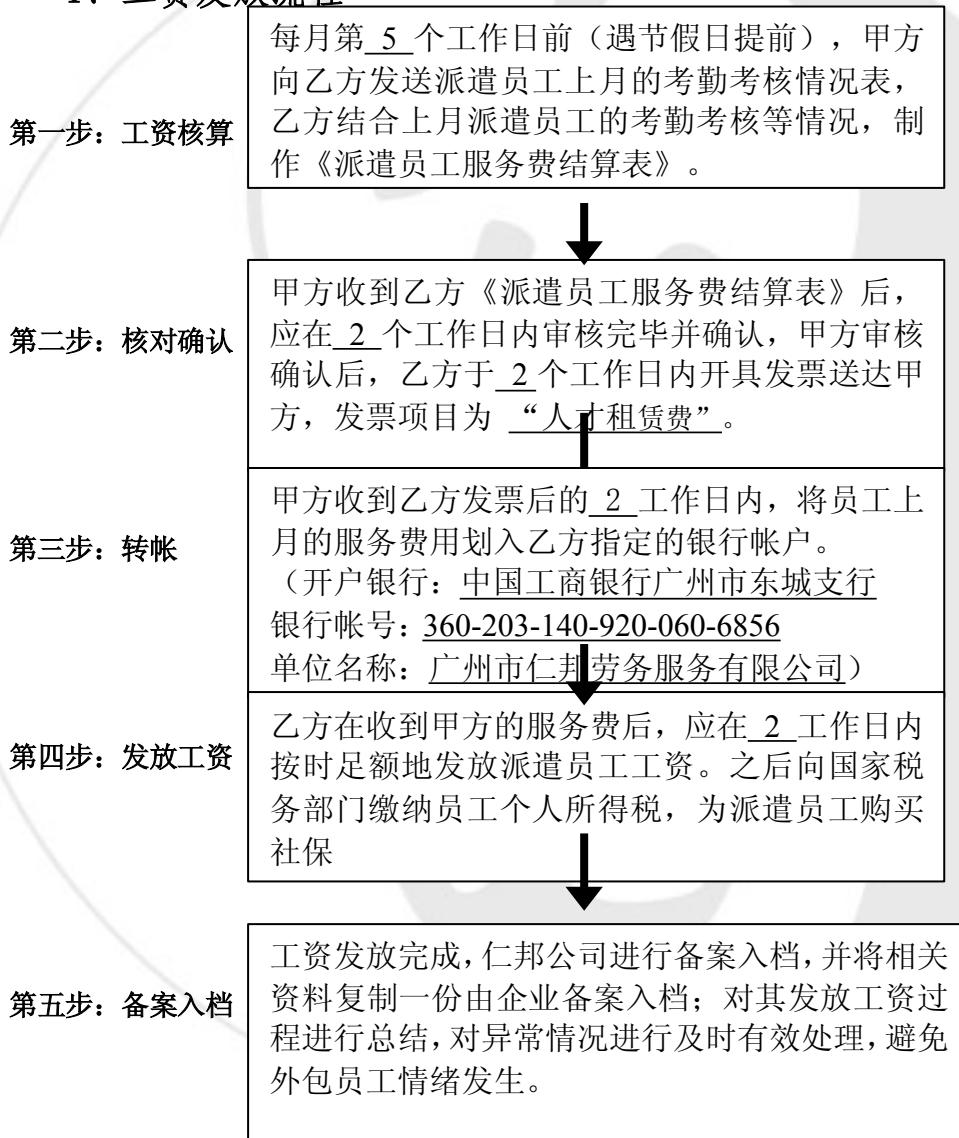 每月第 5 个工作日前（遇节假日提前），甲方
向乙方发送派遣员工上月的考勤考核情况表，
第一步：工资核算
乙方结合上月派遣员工的考勤考核等情况，制
作《派遣员工服务费结算表》。
甲方收到乙方《派遣员工服务费结算表》后，
第二步：核对确认
应在 2 个工作日内审核完毕并确认，甲方审核
确认后，乙方于 2 个工作日内开具发票送达甲
方，发票项目为 “人才租赁费”。
甲方收到乙方发票后的 2 工作日内，将员工上
第三步：转帐
月的服务费用划入乙方指定的银行帐户。
（开户银行：中国工商银行广州市东城支行
银行帐号：360-203-140-920-060-6856
单位名称：广州市仁邦劳务服务有限公司）
乙方在收到甲方的服务费后，应在 2 工作日内
第四步：发放工资
按时足额地发放派遣员工工资。之后向国家税
务部门缴纳员工个人所得税，为派遣员工购买
社保
工资发放完成，仁邦公司进行备案入档，并将相关
第五步：备案入档
资料复制一份由企业备案入档；对其发放工资过
程进行总结，对异常情况进行及时有效处理，避免
外包员工情绪发生。